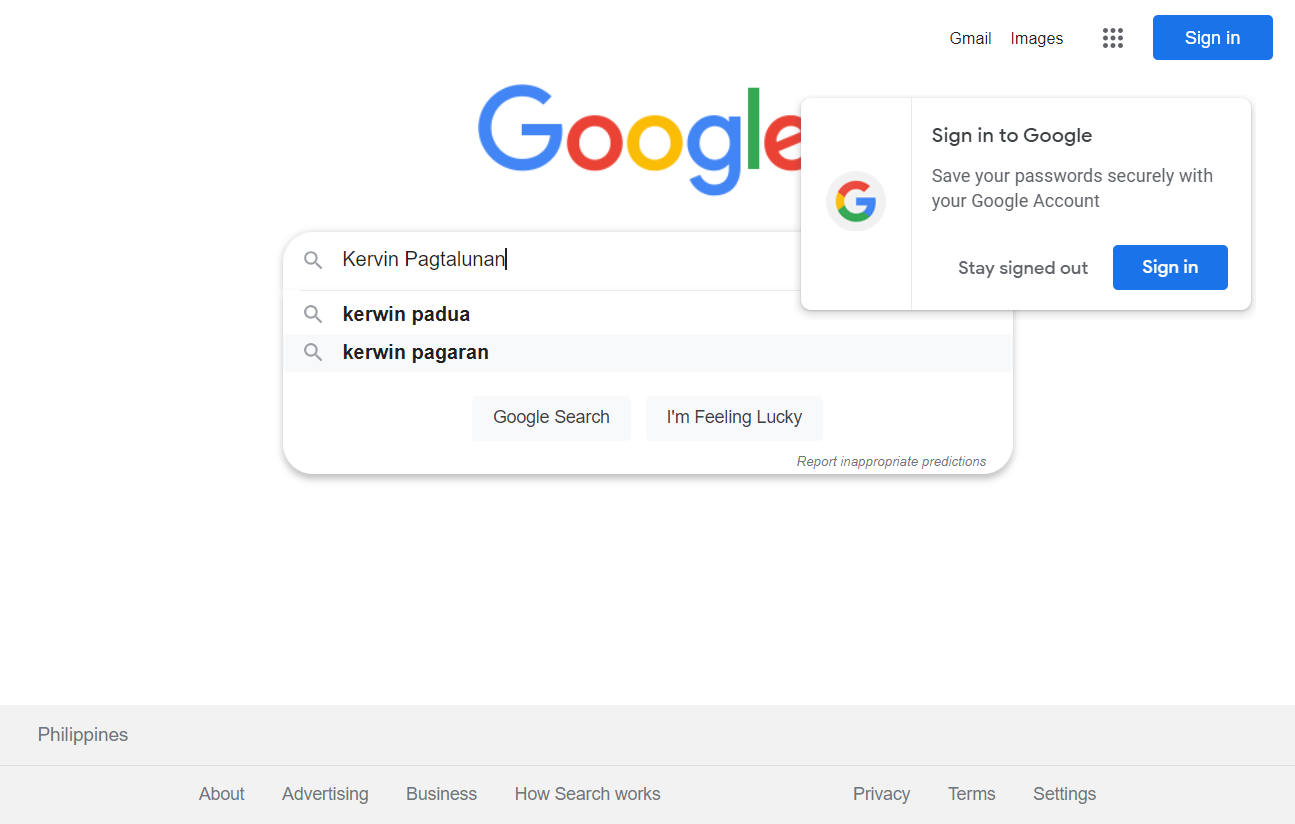 Gmail Images Sign in
Google
Sign in to Google
Save your passwords securely with
your Google Account
Stay signed out Sign in
Kervin Pagtalunan
kerwin padua
kerwin pagaran
Google Search I'm Feeling Lucky
Report inappropriate predictions
Philippines
About Advertising Business How Search works Privacy Terms Settings